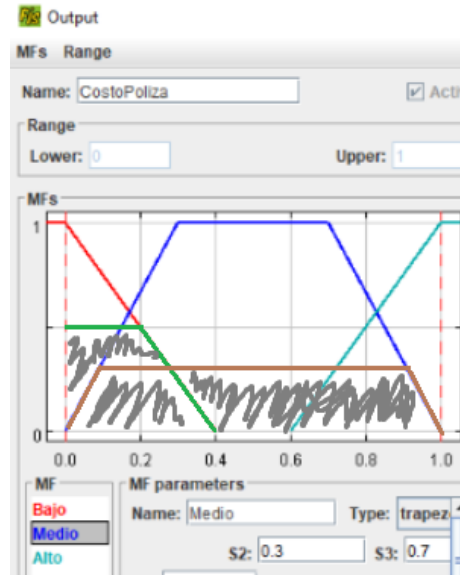 Output
MFs Range
Name: CostoPoliza
Range
Lower: 0 Upper: 1
MFs
1
0
0.0 0.2 0.4 0.6 0.8 1.0
MF MF parameters
Bajo Name: Medio Type: trapez
Medio
Alto S2: 0.3 S3: 0.7